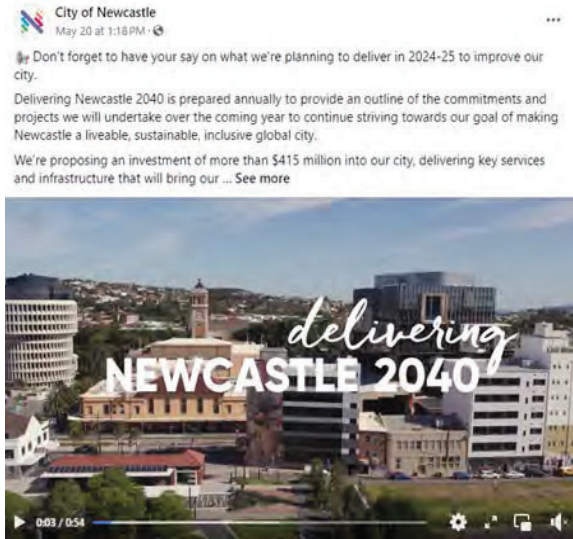 City of Newcastle
May 20 at 1:18 PM ·
Don't forget to have your say on what we're planning to deliver in 2024-25 to improve our
city.
Delivering Newcastle 2040 is prepared annually to provide an outline of the commitments and
projects we will undertake over the coming year to continue striving towards our goal of making
Newcastle a liveable, sustainable, inclusive global city.
We're proposing an investment of more than $415 million into our city, delivering key services
and infrastructure that will bring our ... See more
delivering
NEWCASTLE 2040
0:03 / 0:54